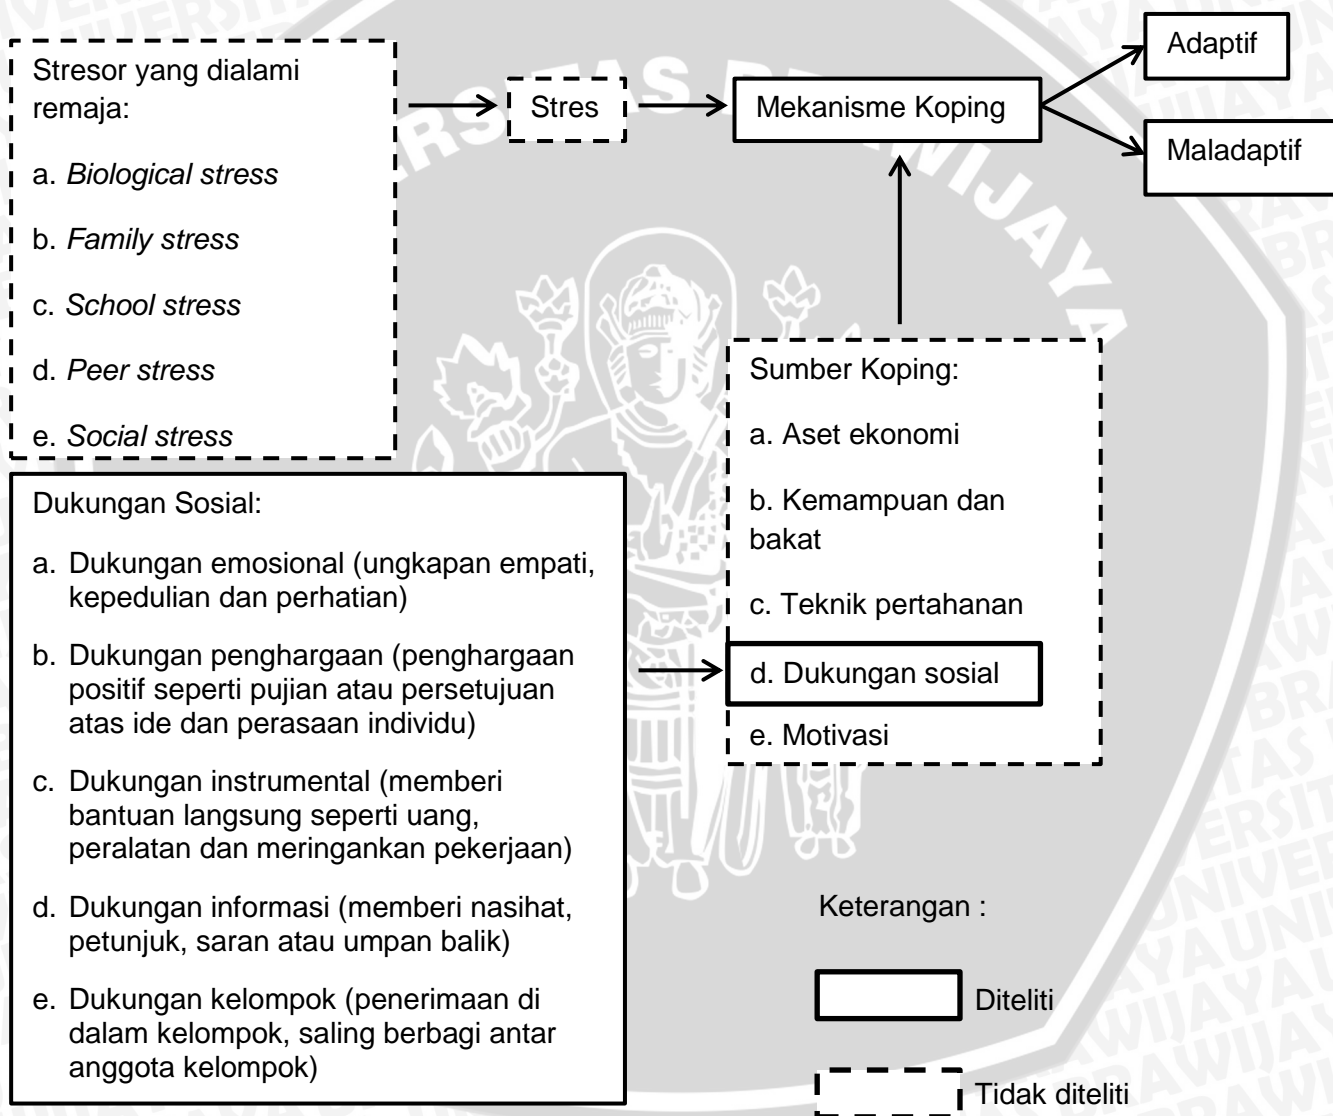 Stresor yang dialami
remaja:
a. Biological stress
b. Family stress
c. School stress
d. Peer stress
e. Social stress
Stres
Mekanisme Koping
Adaptif
Maladaptif
Sumber Koping:
a. Aset ekonomi
b. Kemampuan dan
bakat
c. Teknik pertahanan
d. Dukungan sosial
e. Motivasi
Dukungan Sosial:
a. Dukungan emosional (ungkapan empati,
kepedulian dan perhatian)
b. Dukungan penghargaan (penghargaan
positif seperti pujian atau persetujuan
atas ide dan perasaan individu)
c. Dukungan instrumental (memberi
bantuan langsung seperti uang,
peralatan dan meringankan pekerjaan)
d. Dukungan informasi (memberi nasihat,
petunjuk, saran atau umpan balik)
e. Dukungan kelompok (penerimaan di
dalam kelompok, saling berbagi antar
anggota kelompok)
Keterangan :
Diteliti
Tidak diteliti